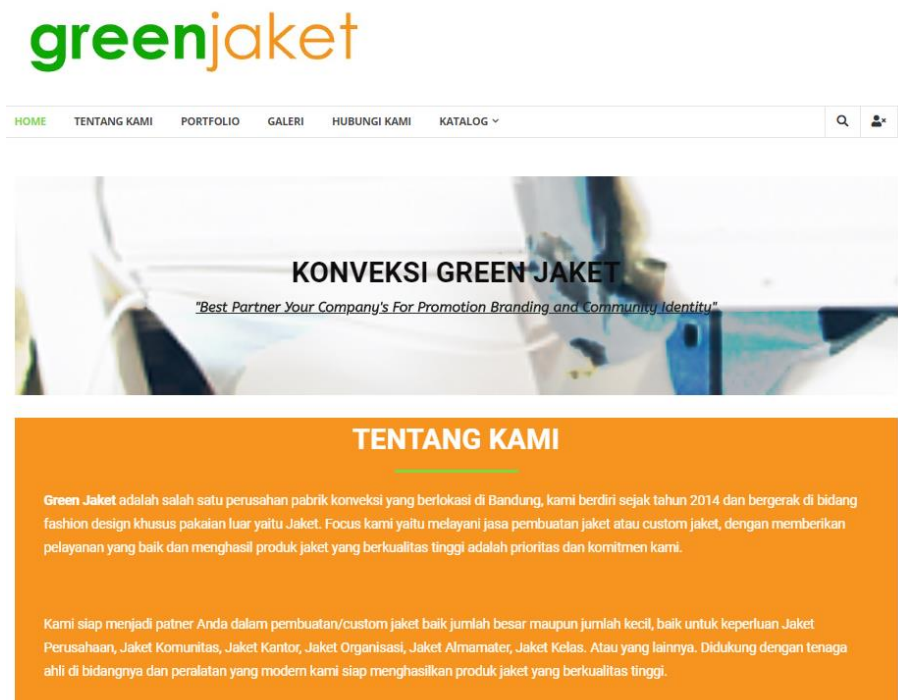 greenjaket
HOME TENTANG KAMI PORTFOLIO GALERI HUBUNGI KAMI KATALOG
KONVEKSI GREEN JAKET
"Best Partner Your Company's For Promotion Branding and Community Identity"
TENTANG KAMI
Green Jaket adalah salah satu perusahan pabrik konveksi yang berlokasi di Bandung, kami berdiri sejak tahun 2014 dan bergerak di bidang
fashion design khusus pakaian luar yaitu Jaket. Focus kami yaitu melayani jasa pembuatan jaket atau custom jaket, dengan memberikan
pelayanan yang baik dan menghasil produk jaket yang berkualitas tinggi adalah prioritas dan komitmen kami.
Kami siap menjadi patner Anda dalam pembuatan/custom jaket baik jumlah besar maupun jumlah kecil, baik untuk keperluan Jaket
Perusahaan, Jaket Komunitas, Jaket Kantor, Jaket Organisasi, Jaket Almamater, Jaket Kelas. Atau yang lainnya. Didukung dengan tenaga
ahli di bidangnya dan peralatan yang modern kami siap menghasilkan produk jaket yang berkualitas tinggi.